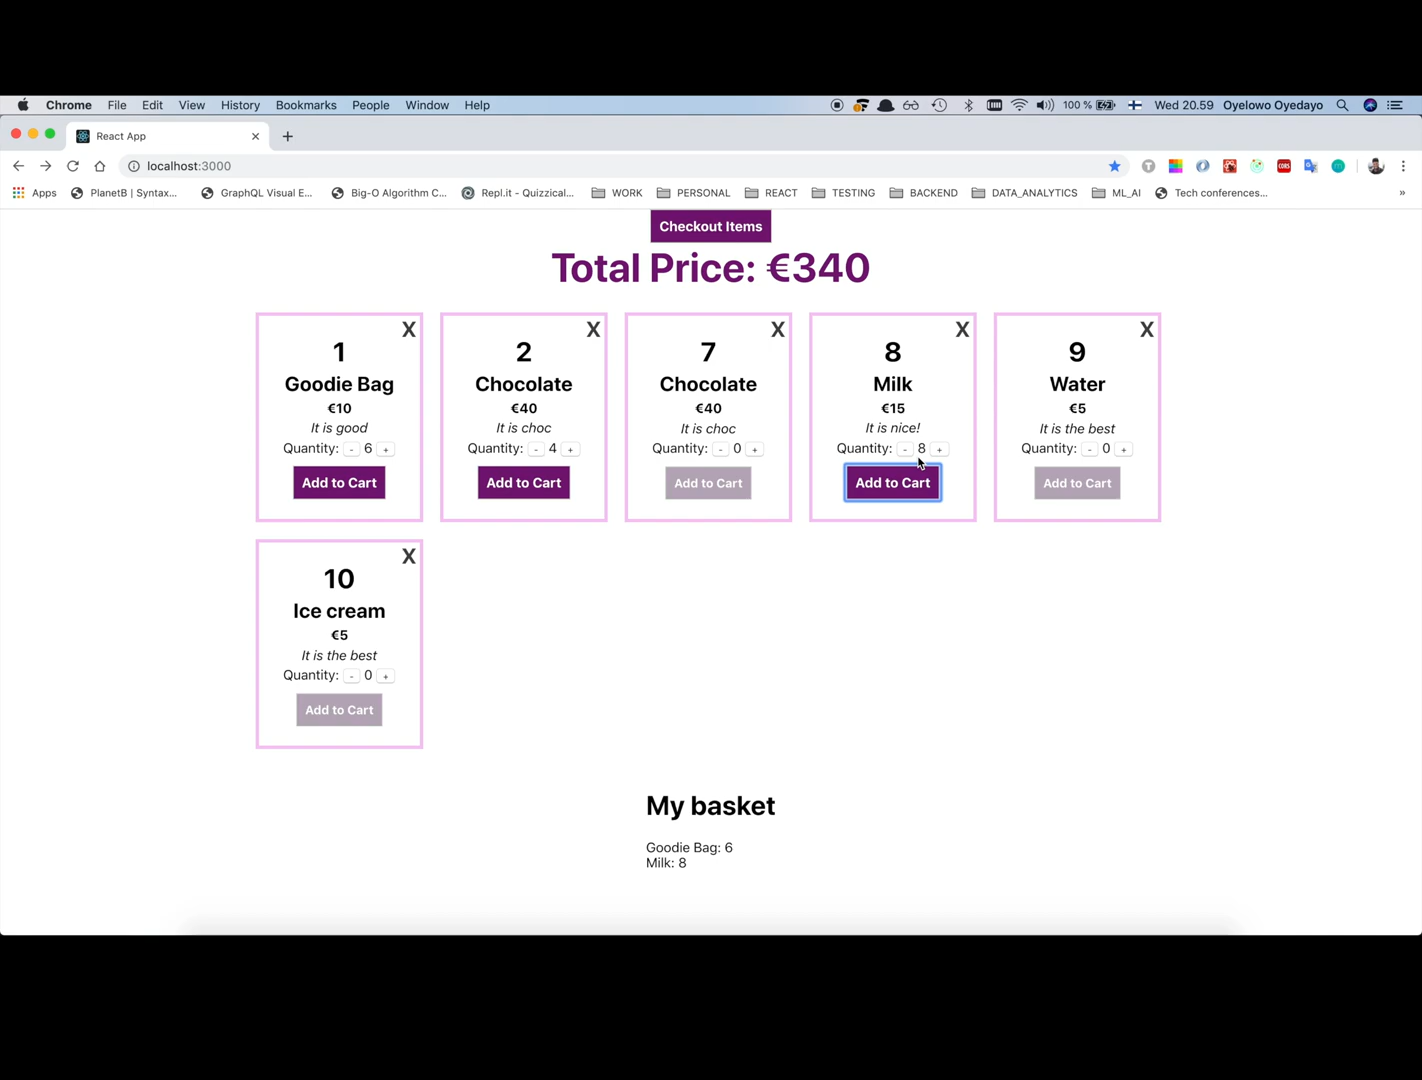 Chrome File Edit View History Bookmarks People Window Help 100 % Wed 20.59 Oyelowo Oyedayo
React App
localhost:3000
Apps PlanetB | Syntax... GraphQL Visual E... Big-O Algorithm C... Repl.it - Quizzical... WORK PERSONAL REACT TESTING BACKEND DATA_ANALYTICS ML_AI Tech conferences... »
Checkout Items
Total Price: €340
X
1
Goodie Bag
€10
It is good
Quantity: - 6 +
Add to Cart
X
2
Chocolate
€40
It is choc
Quantity: - 4 +
Add to Cart
X
7
Chocolate
€40
It is choc
Quantity: - 0 +
Add to Cart
X
8
Milk
€15
It is nice!
Quantity: - 8 +
Add to Cart
X
9
Water
€5
It is the best
Quantity: - 0 +
Add to Cart
X
10
Ice cream
€5
It is the best
Quantity: - 0 +
Add to Cart
My basket
Goodie Bag: 6
Milk: 8